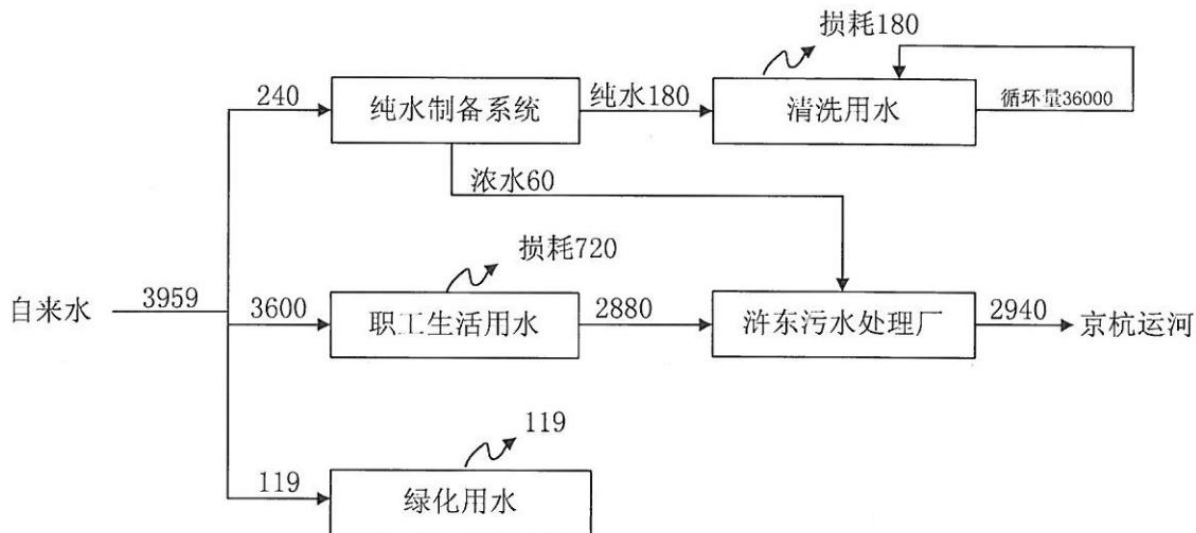 损耗180
240
纯水制备系统
纯水180
清洗用水
循环量36000
浓水60
损耗720
自来水
3959
3600
职工生活用水
2880
浒东污水处理厂
2940
京杭运河
119
119
绿化用水